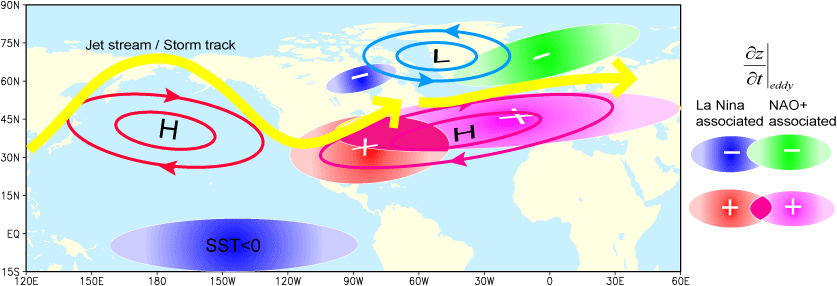 90N
75N
60N
45N
30N
15N
EQ
15S
Jet stream / Storm track
H
L
H
−
−
+
+
SST<0
120E 150E 180E 150W 120W 90W 60W 30W 0 30E 60E
∂z
∂t|eddy
La Nina NAO+
associated associated
− −
+ +